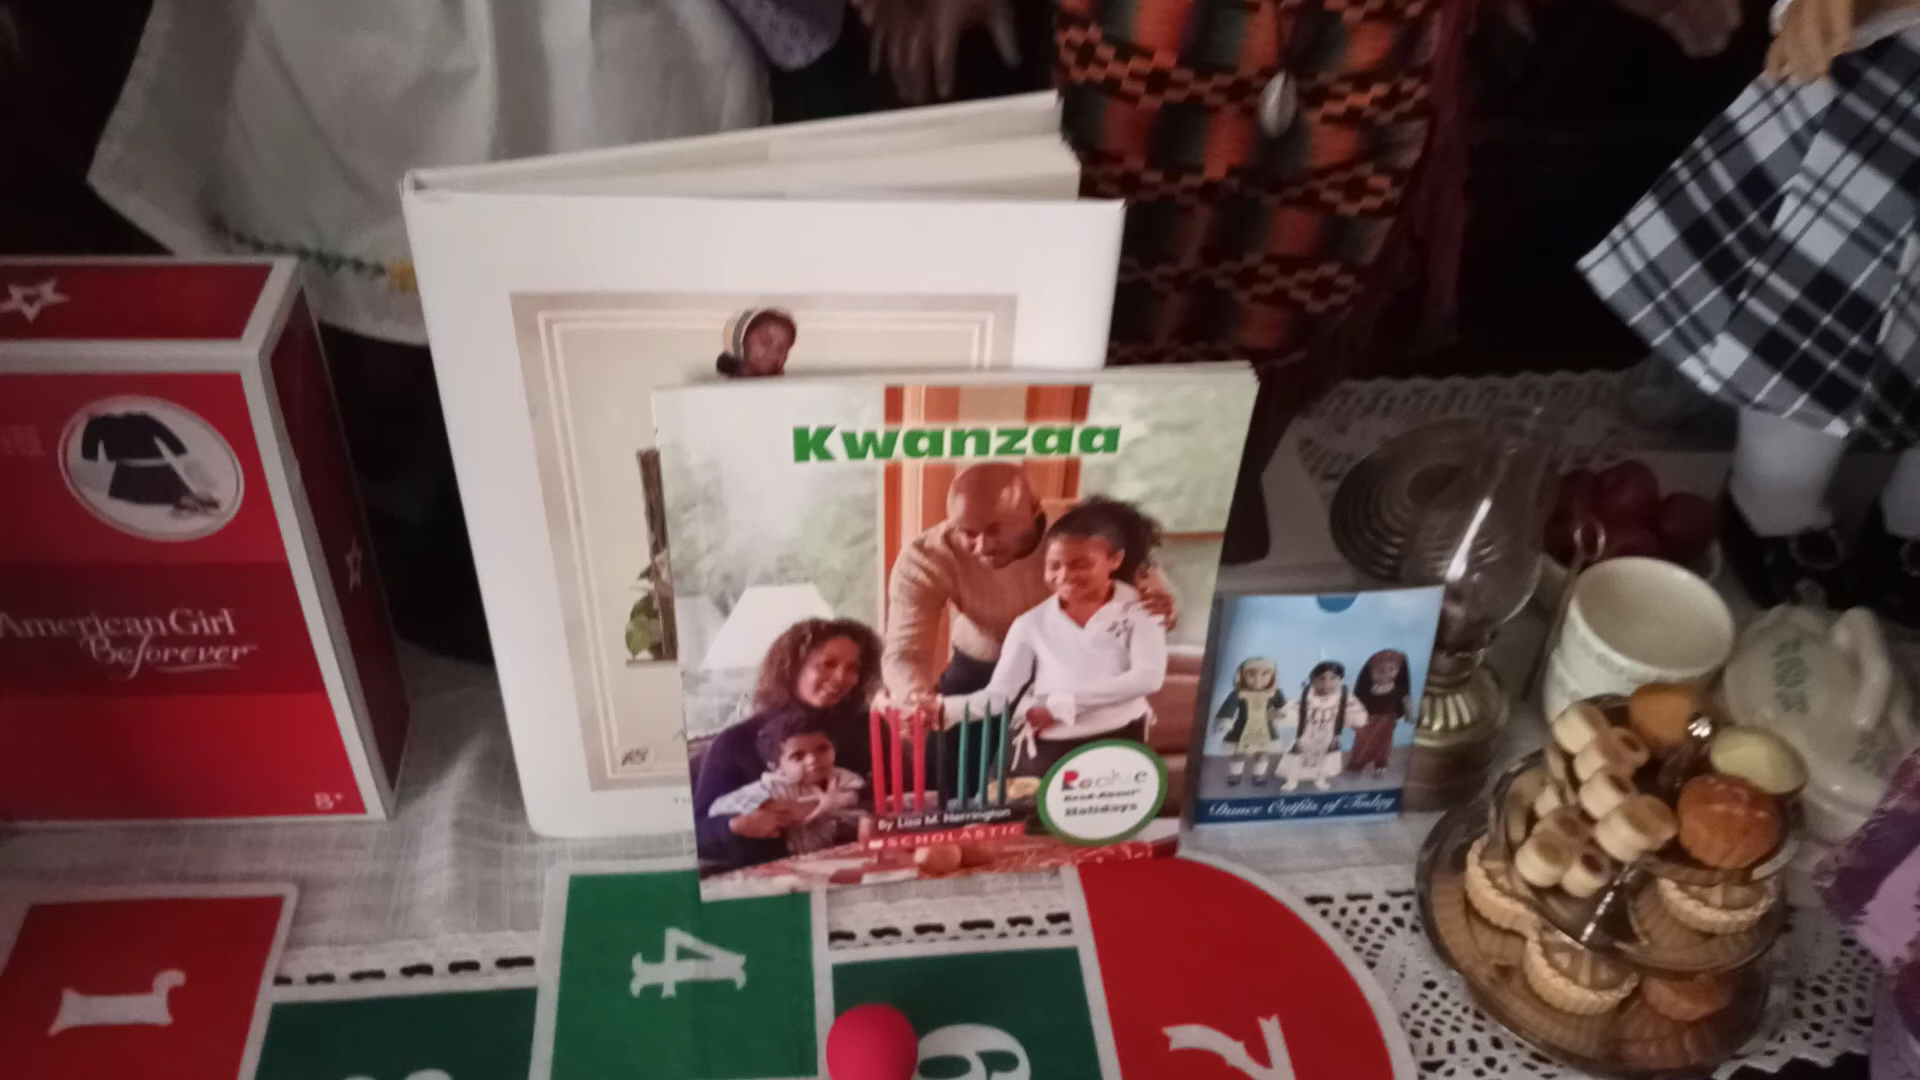 American Girl
Beforever
8+
Kwanzaa
By Lisa M. Herrington
SCHOLASTIC
Rookie
Read-About®
Holidays
Dance Outfits of Today
1
4
6
7